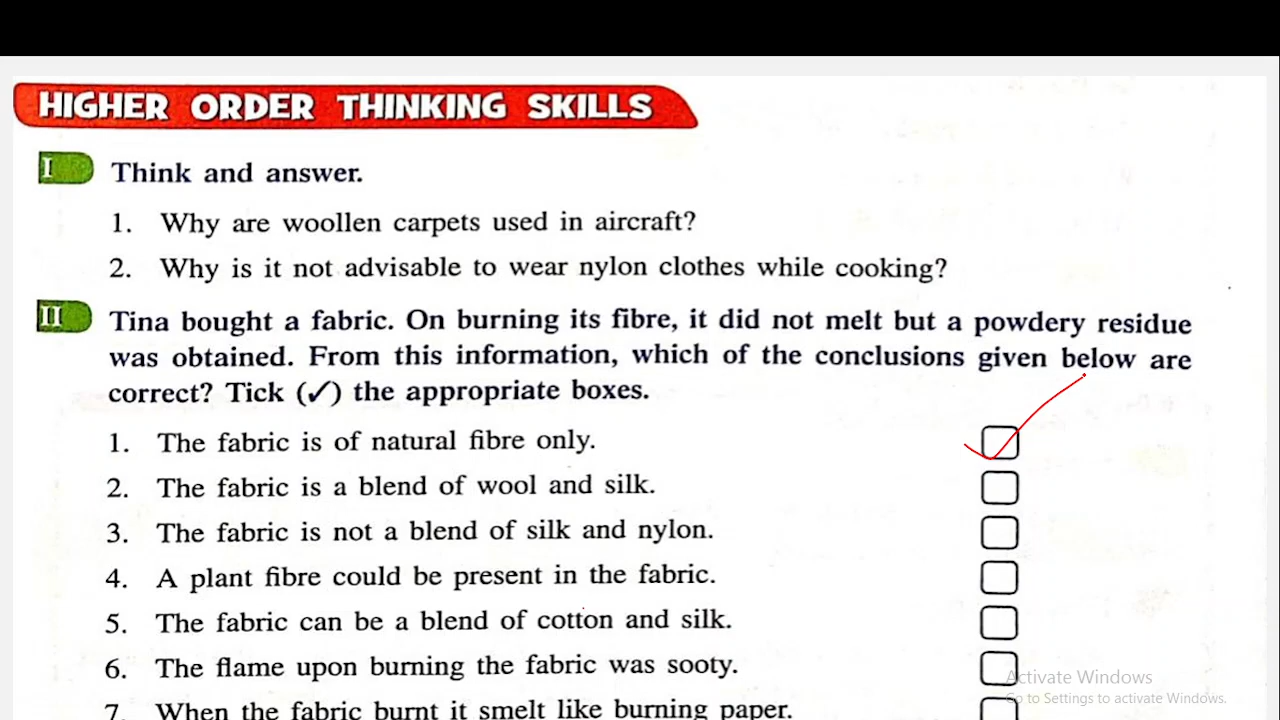 HIGHER ORDER THINKING SKILLS
I Think and answer.
1. Why are woollen carpets used in aircraft?
2. Why is it not advisable to wear nylon clothes while cooking?
II Tina bought a fabric. On burning its fibre, it did not melt but a powdery residue
was obtained. From this information, which of the conclusions given below are
correct? Tick (✓) the appropriate boxes.
1. The fabric is of natural fibre only.
2. The fabric is a blend of wool and silk.
3. The fabric is not a blend of silk and nylon.
4. A plant fibre could be present in the fabric.
5. The fabric can be a blend of cotton and silk.
6. The flame upon burning the fabric was sooty.
Activate Windows
Go to Settings to activate Windows.
7. When the fabric burnt it smelt like burning paper.